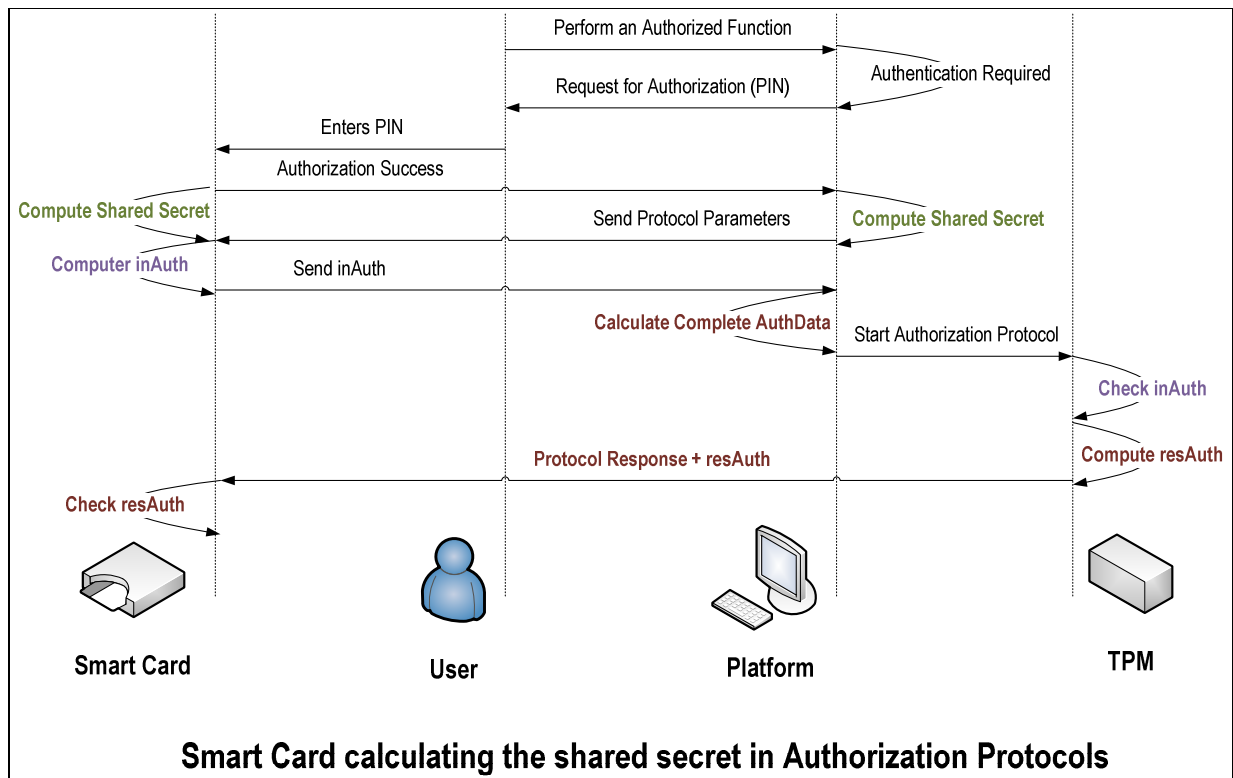 Perform an Authorized Function
Authentication Required
Request for Authorization (PIN)
Enters PIN
Authorization Success
Compute Shared Secret
Send Protocol Parameters
Compute Shared Secret
Computer inAuth
Send inAuth
Calculate Complete AuthData
Start Authorization Protocol
Check inAuth
Protocol Response + resAuth
Compute resAuth
Check resAuth
Smart Card
User
Platform
TPM
Smart Card calculating the shared secret in Authorization Protocols